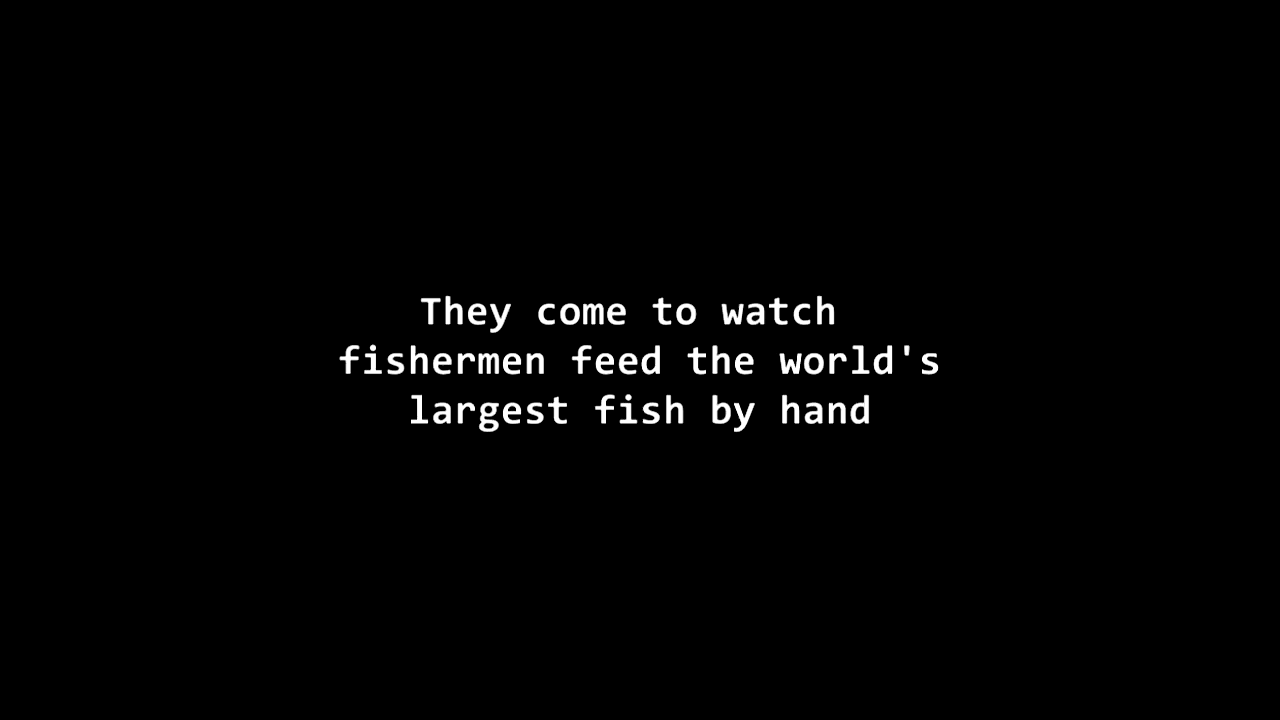 They come to watch
fishermen feed the world's
largest fish by hand